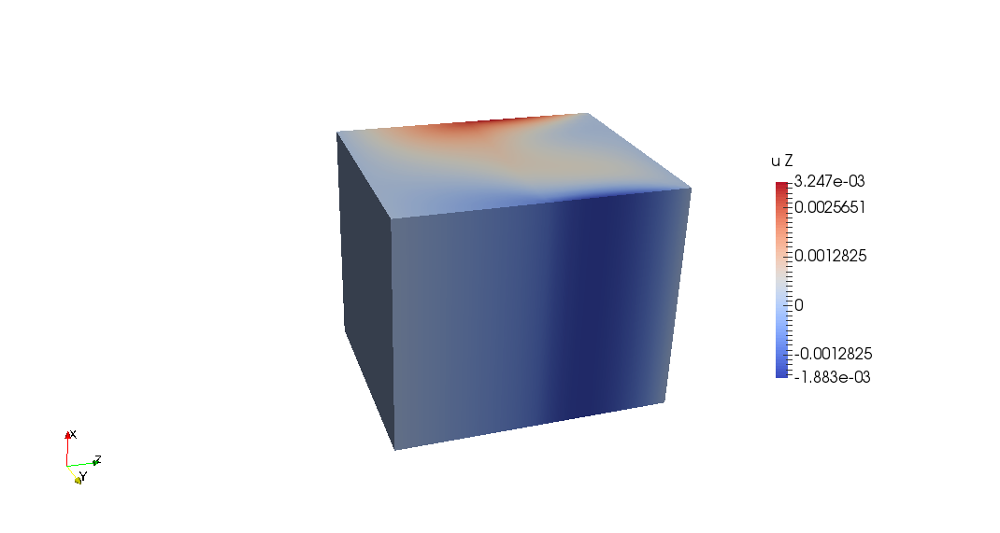 u Z
3.247e-03
0.0025651
0.0012825
0
-0.0012825
-1.883e-03
X
Z
Y